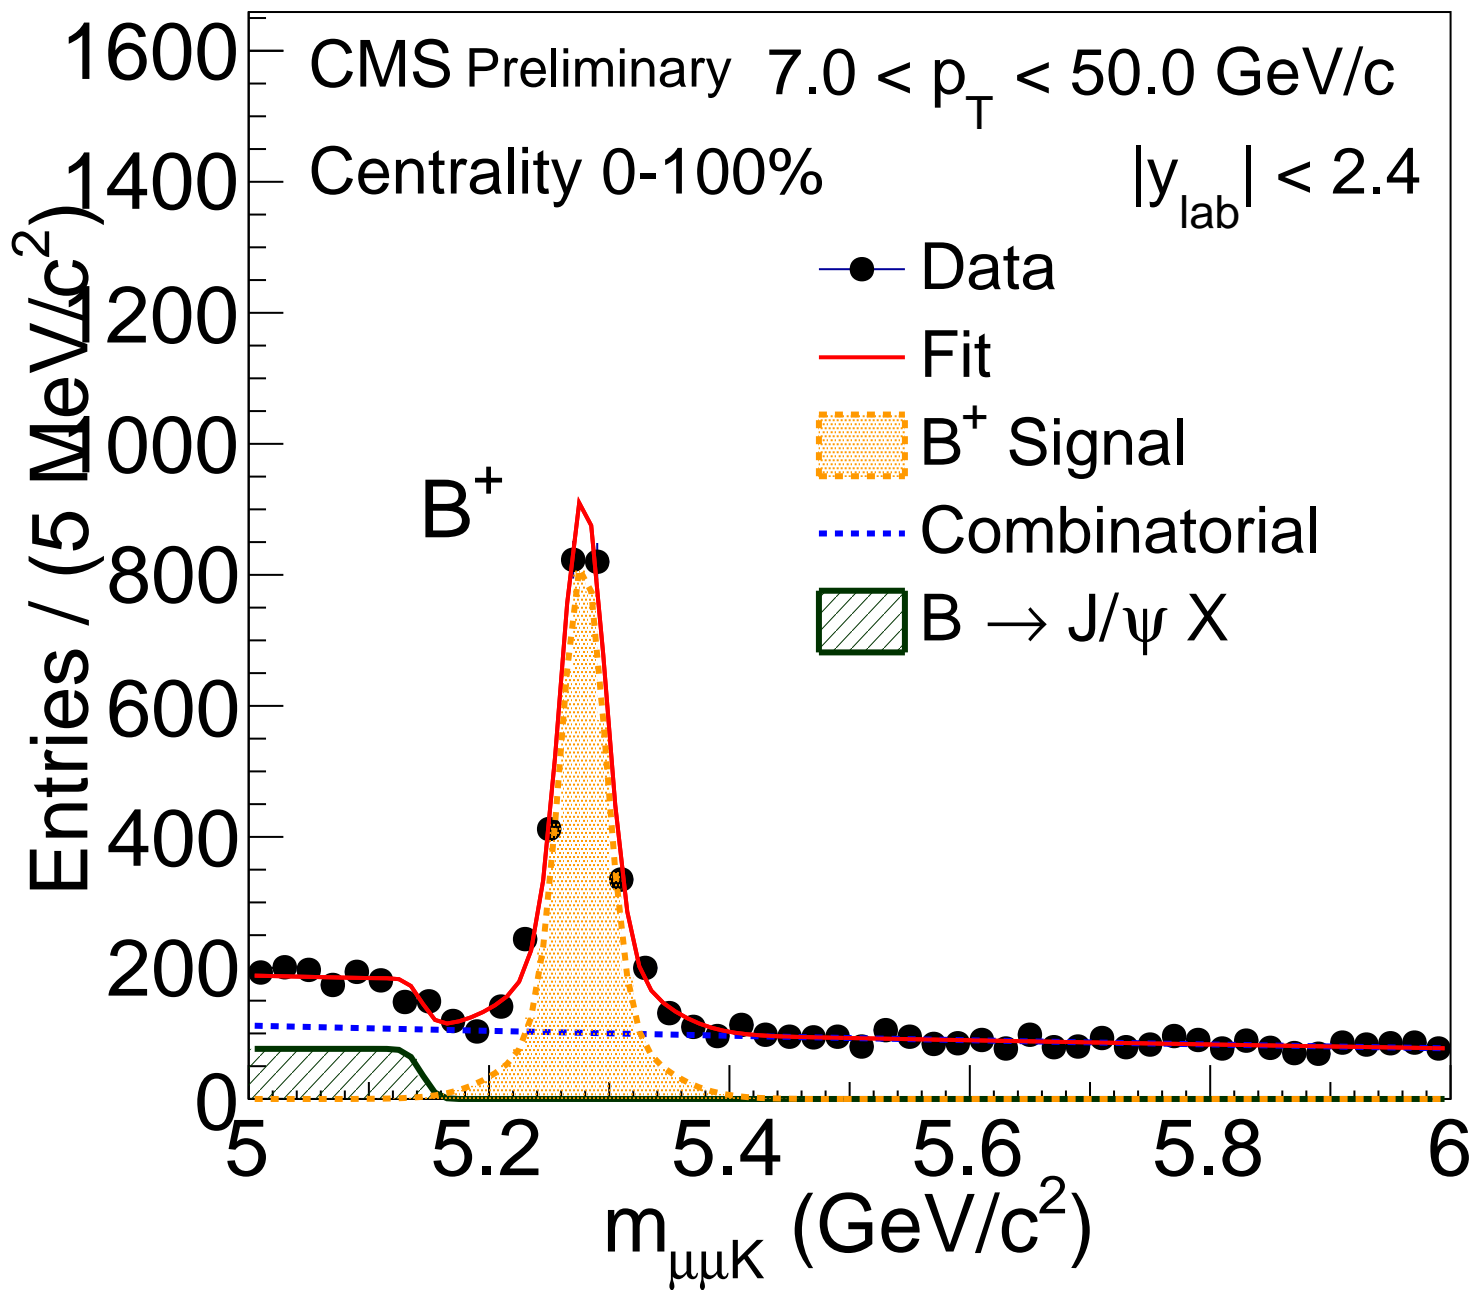 CMS Preliminary 7.0 < p_T < 50.0 GeV/c
Centrality 0-100% |y_lab| < 2.4
Data
Fit
B⁺ Signal
Combinatorial
B → J/ψ X
B⁺
Entries / (5 MeV/c²)
1600
1400
1200
1000
800
600
400
200
0
5 5.2 5.4 5.6 5.8 6
m_μμK (GeV/c²)